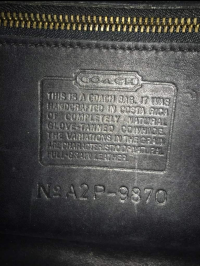 COACH
THIS IS A COACH BAG. IT WAS
HANDCRAFTED IN COSTA RICA
OF COMPLETELY NATURAL
GLOVE-TANNED COWHIDE.
THE VARIATIONS IN THE GRAIN
ARE CHARACTERISTIC OF NATURAL
FULL-GRAIN LEATHER.
No A2P-9870